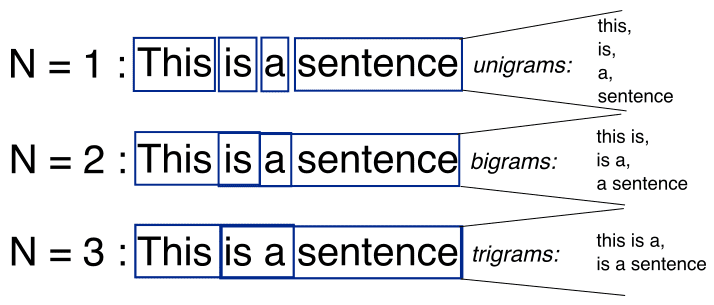 N = 1 : This is a sentence
unigrams:
this,
is,
a,
sentence
N = 2 : This is a sentence
bigrams:
this is,
is a,
a sentence
N = 3 : This is a sentence
trigrams:
this is a,
is a sentence